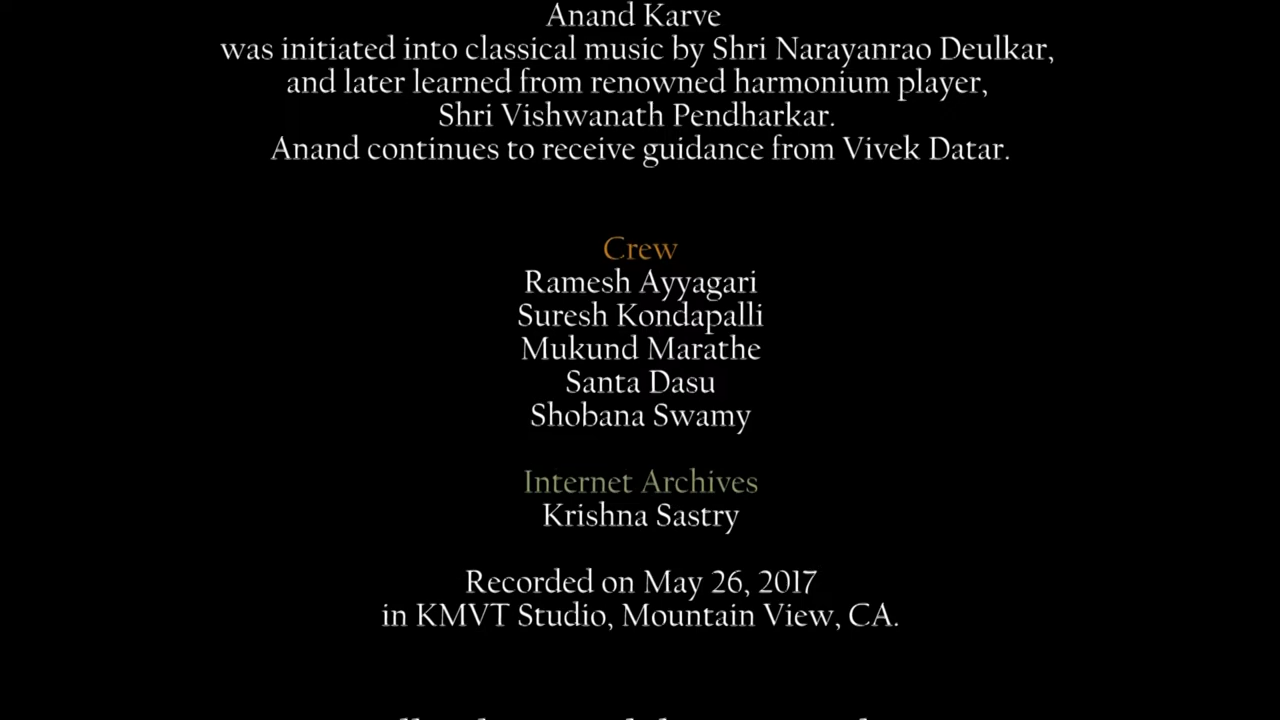 Anand Karve
was initiated into classical music by Shri Narayanrao Deulkar,
and later learned from renowned harmonium player,
Shri Vishwanath Pendharkar.
Anand continues to receive guidance from Vivek Datar.
Crew
Ramesh Ayyagari
Suresh Kondapalli
Mukund Marathe
Santa Dasu
Shobana Swamy
Internet Archives
Krishna Sastry
Recorded on May 26, 2017
in KMVT Studio, Mountain View, CA.